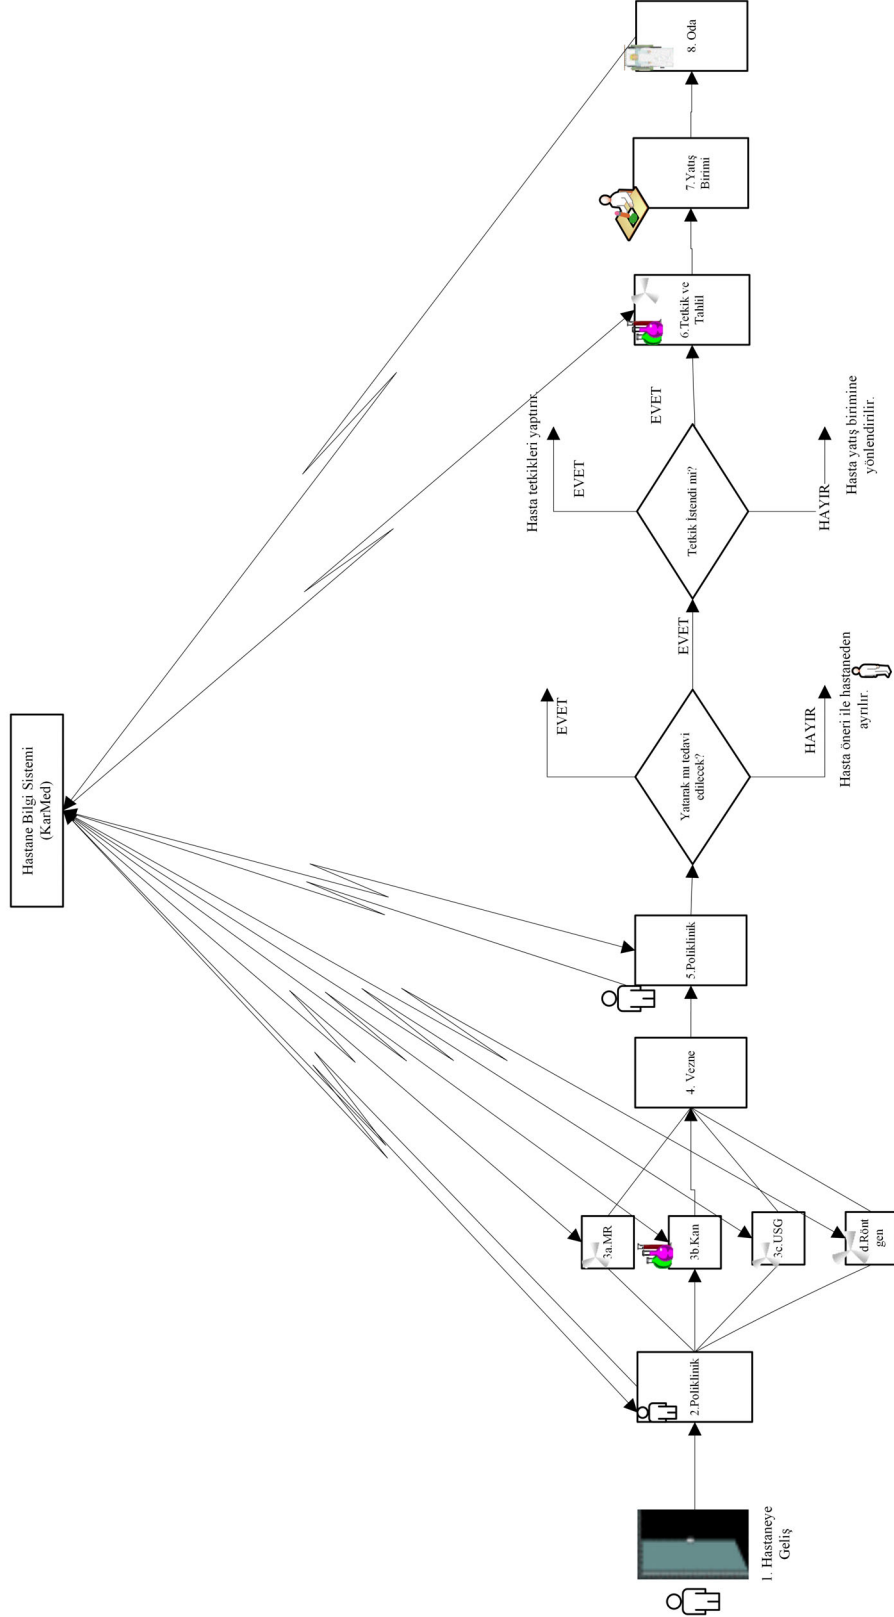 Hastane Bilgi Sistemi
(KarMed)
1. Hastaneye
Geliş
2.Poliklinik
3a.MR
3b.Kan
3c.USG
d.Rönt
gen
4. Vezne
5.Poliklinik
Yatarak mı tedavi
edilecek?
EVET
EVET
HAYIR
Hasta öneri ile hastaneden
ayrılır.
Tetkik İstendi mi?
EVET
Hasta tetkikleri yaptırır.
EVET
HAYIR
Hasta yatış birimine
yönlendirilir.
6.Tetkik ve
Tahlil
7.Yatış
Birimi
8. Oda